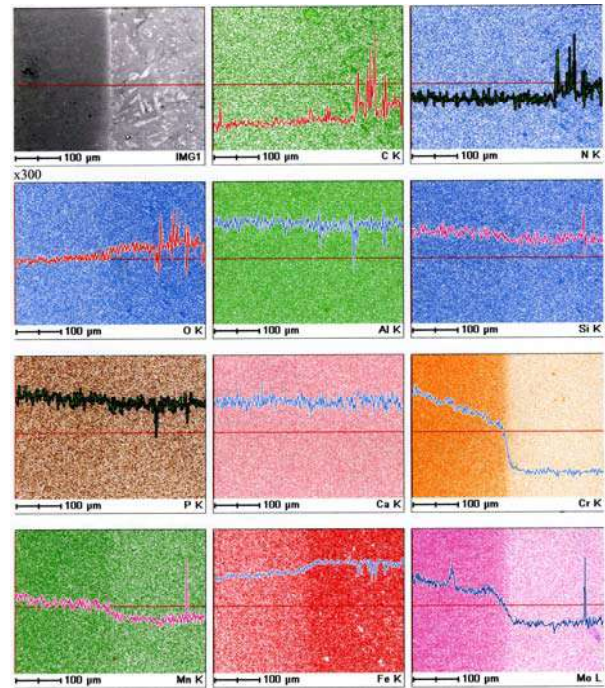 100 µm IMG1
100 µm C K
100 µm N K
x300
100 µm O K
100 µm Al K
100 µm Si K
100 µm P K
100 µm Ca K
100 µm Cr K
100 µm Mn K
100 µm Fe K
100 µm Mo L